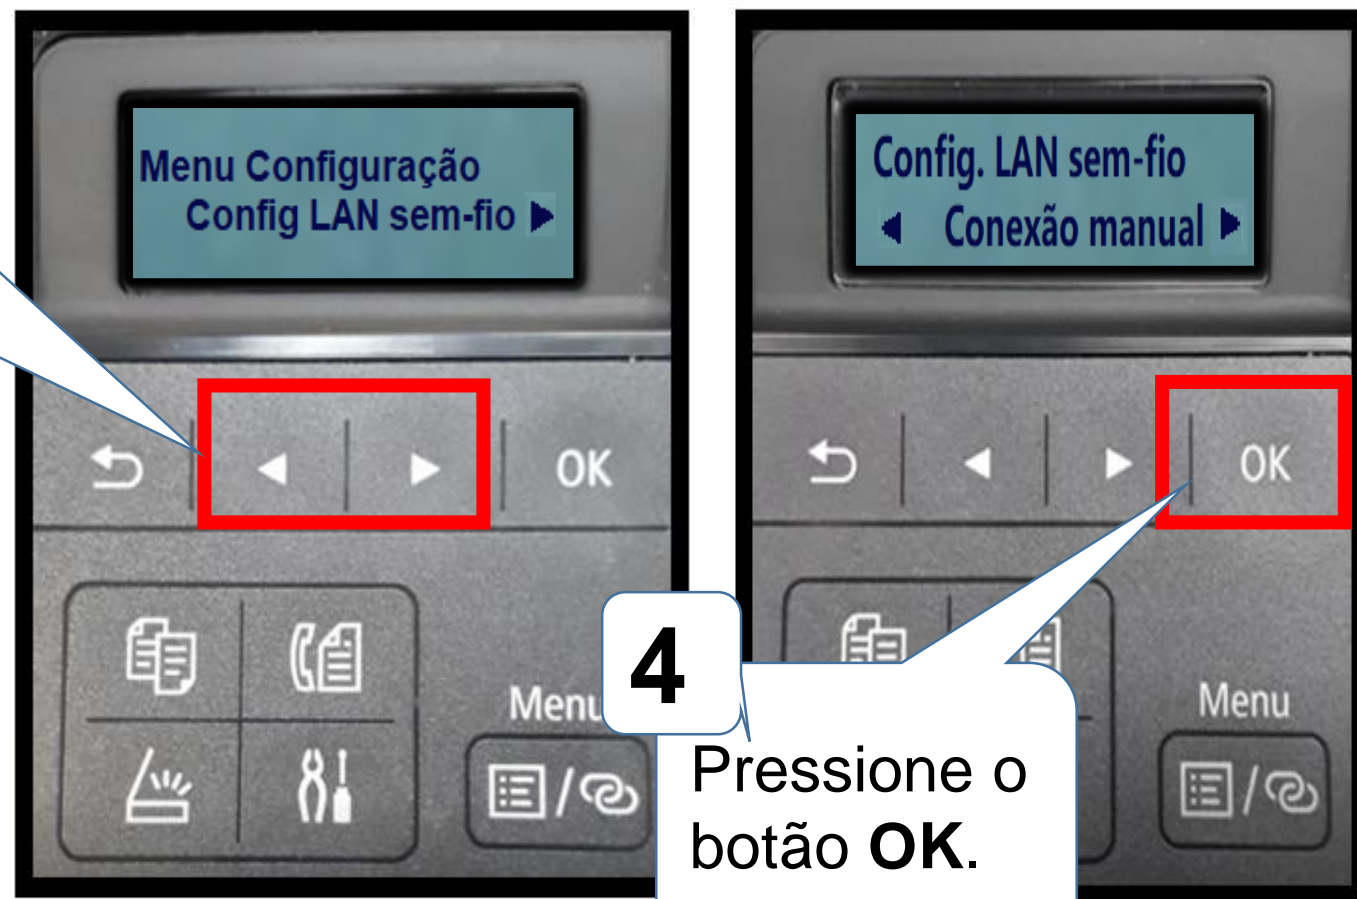 Menu Configuração
Config LAN sem-fio
OK
Menu
Config. LAN sem-fio
Conexão manual
OK
Menu
4
Pressione o
botão OK.